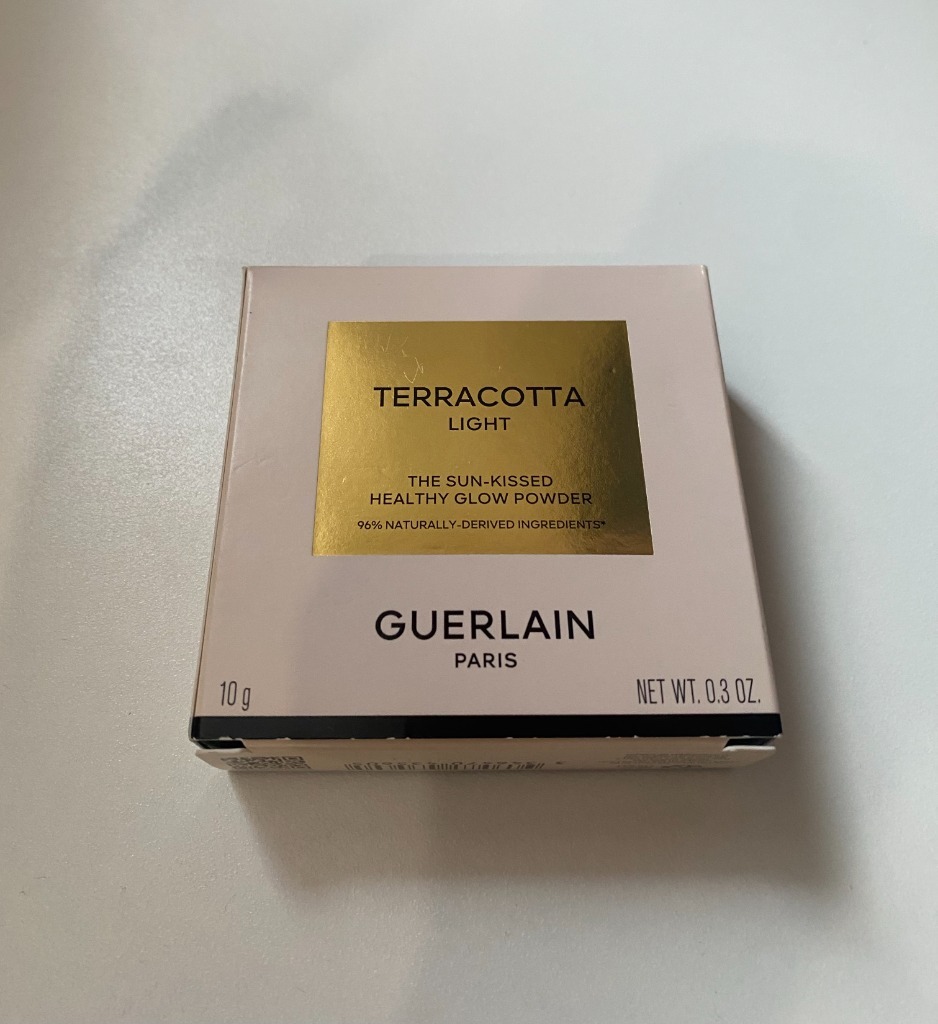 TERRACOTTA
LIGHT
THE SUN-KISSED
HEALTHY GLOW POWDER
96% NATURALLY-DERIVED INGREDIENTS*
GUERLAIN
PARIS
10 g
NET WT. 0.3 OZ.